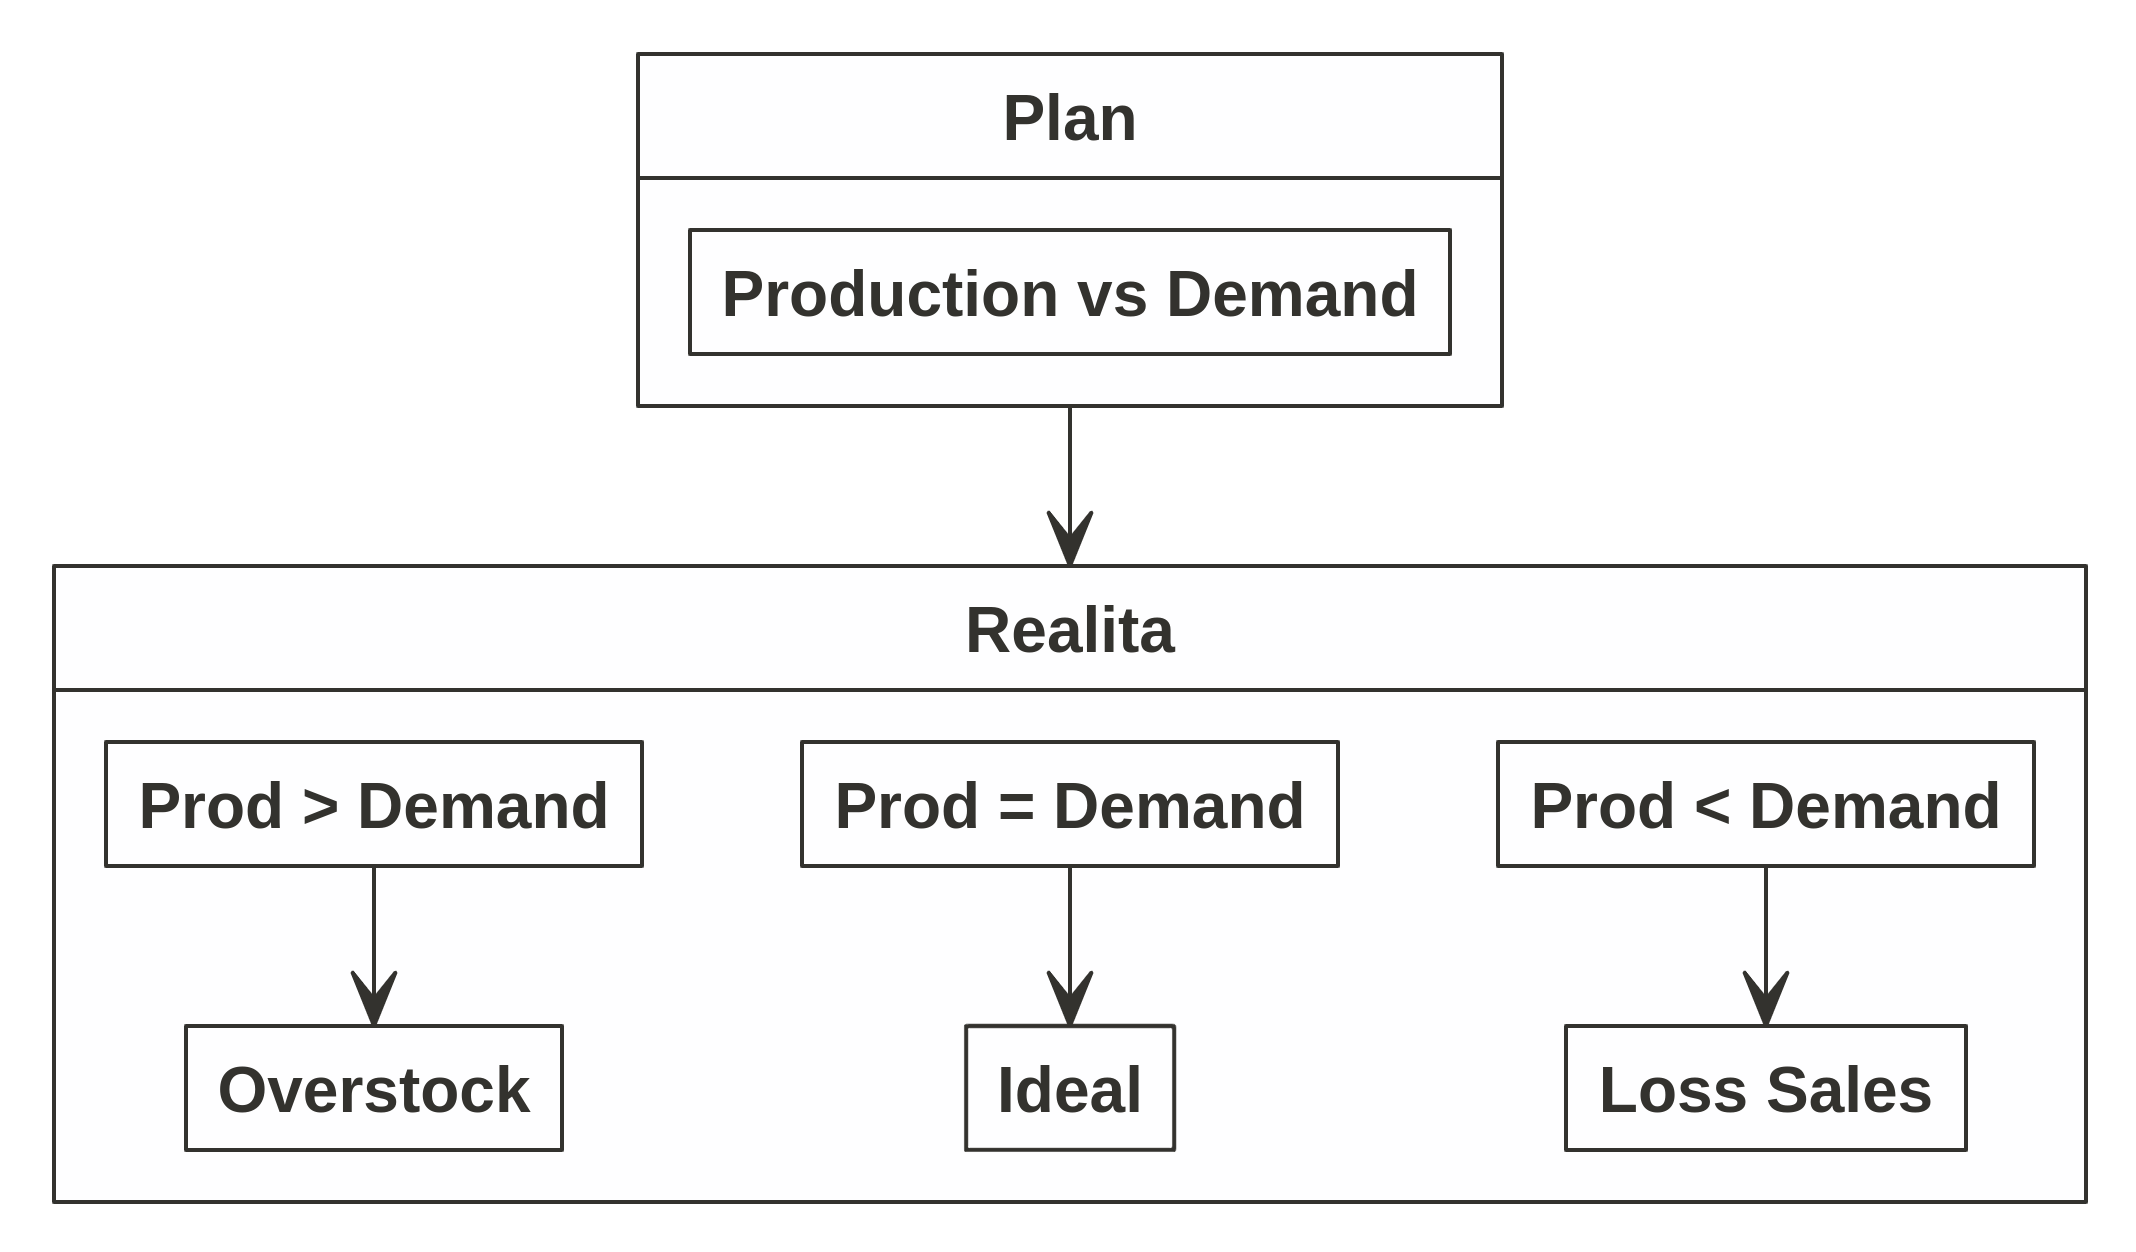 Plan
Production vs Demand
Realita
Prod > Demand
Prod = Demand
Prod < Demand
Overstock
Ideal
Loss Sales